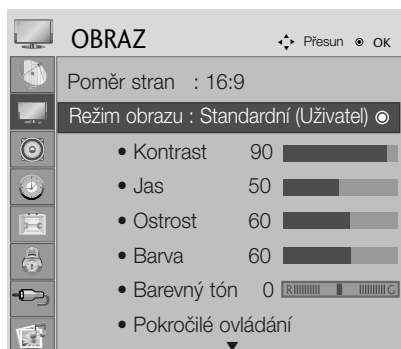 OBRAZ Přesun OK
Poměr stran : 16:9
Režim obrazu : Standardní (Uživatel)
• Kontrast 90
• Jas 50
• Ostrost 60
• Barva 60
• Barevný tón 0 R G
• Pokročilé ovládání